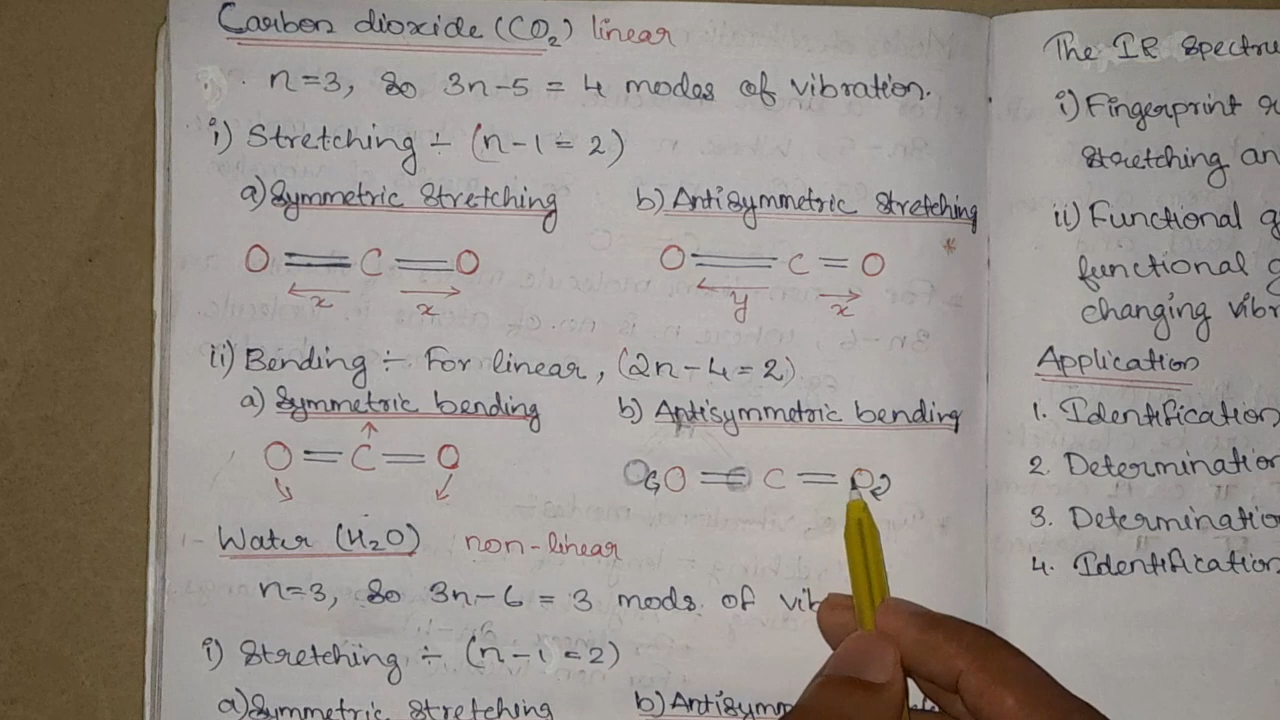 Carbon dioxide (CO₂) linear
n=3, so 3n-5 = 4 modes of vibration.
i) Stretching ÷ (n-1=2)
a) Symmetric Stretching
b) Antisymmetric Stretching
O = C = O
O = C = O *
x x
y x
ii) Bending ÷ For linear, (2n-4=2)
a) Symmetric bending
b) Antisymmetric bending
O = C = O
O = C = O
Water (H₂O) non-linear
n=3, so 3n-6 = 3 mods of vib
i) Stretching ÷ (n-1=2)
a) Symmetric Stretching
b) Antisymm
The IR Spectru
i) Fingerprint
Stretching an
ii) Functional g
functional g
changing vibr
Application
1. Identification
2. Determination
3. Determinatio
4. Identification